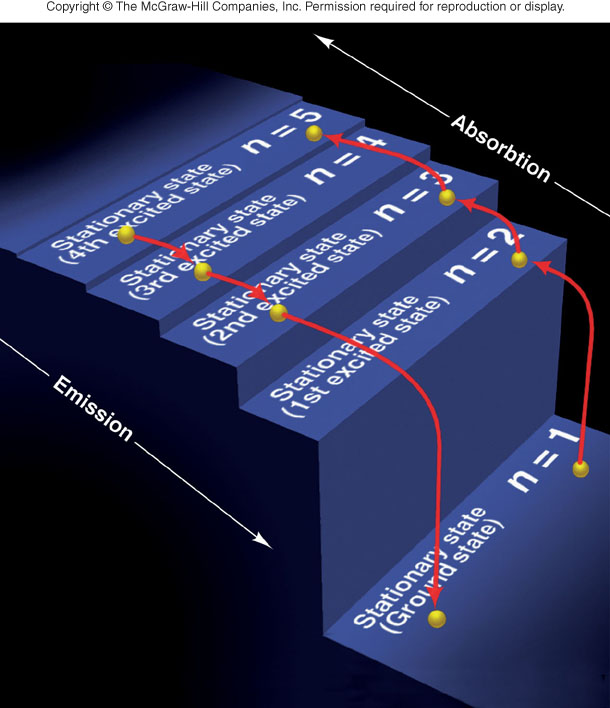 Copyright © The McGraw-Hill Companies, Inc. Permission required for reproduction or display.
Absorbtion
n = 5
Stationary state
(4th excited state)
n = 4
Stationary state
(3rd excited state)
n = 3
Stationary state
(2nd excited state)
n = 2
Stationary state
(1st excited state)
Emission
n = 1
Stationary state
(Ground state)